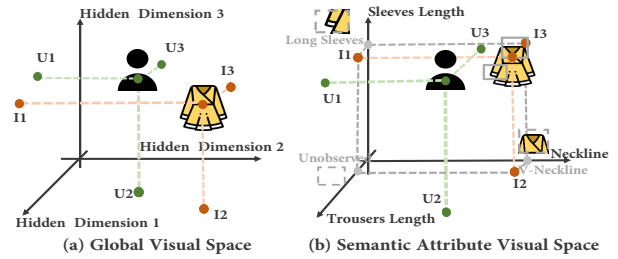 Hidden Dimension 3
U1
U3
I3
I1
Hidden Dimension 2
U2
I2
Hidden Dimension 1
(a) Global Visual Space
Sleeves Length
Long Sleeves
I1
U3
I3
U1
Unobserved
Neckline
V-Neckline
I2
U2
Trousers Length
(b) Semantic Attribute Visual Space